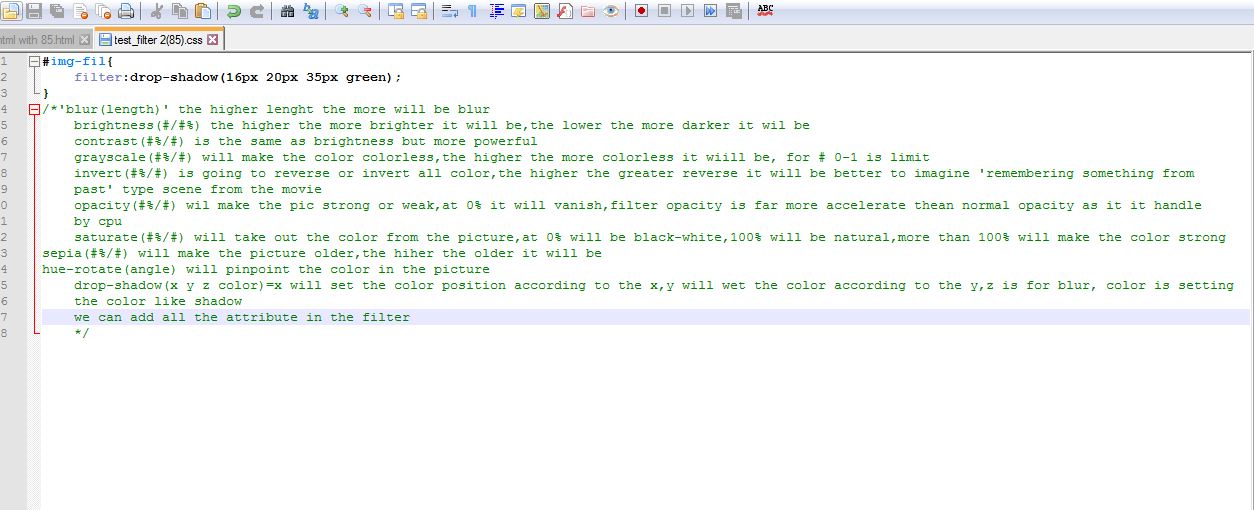 ABC
html with 85.html
test_filter 2(85).css
1 #img-fil{
2 filter:drop-shadow(16px 20px 35px green);
3 }
4 /*'blur(length)' the higher lenght the more will be blur
5 brightness(#/#%) the higher the more brighter it will be,the lower the more darker it wil be
6 contrast(#%/#) is the same as brightness but more powerful
7 grayscale(#%/#) will make the color colorless,the higher the more colorless it wiill be, for # 0-1 is limit
8 invert(#%/#) is going to reverse or invert all color,the higher the greater reverse it will be better to imagine 'remembering something from
9 past' type scene from the movie
0 opacity(#%/#) wil make the pic strong or weak,at 0% it will vanish,filter opacity is far more accelerate thean normal opacity as it it handle
1 by cpu
2 saturate(#%/#) will take out the color from the picture,at 0% will be black-white,100% will be natural,more than 100% will make the color strong
3 sepia(#%/#) will make the picture older,the hiher the older it will be
4 hue-rotate(angle) will pinpoint the color in the picture
5 drop-shadow(x y z color)=x will set the color position according to the x,y will wet the color according to the y,z is for blur, color is setting
6 the color like shadow
7 we can add all the attribute in the filter
8 */